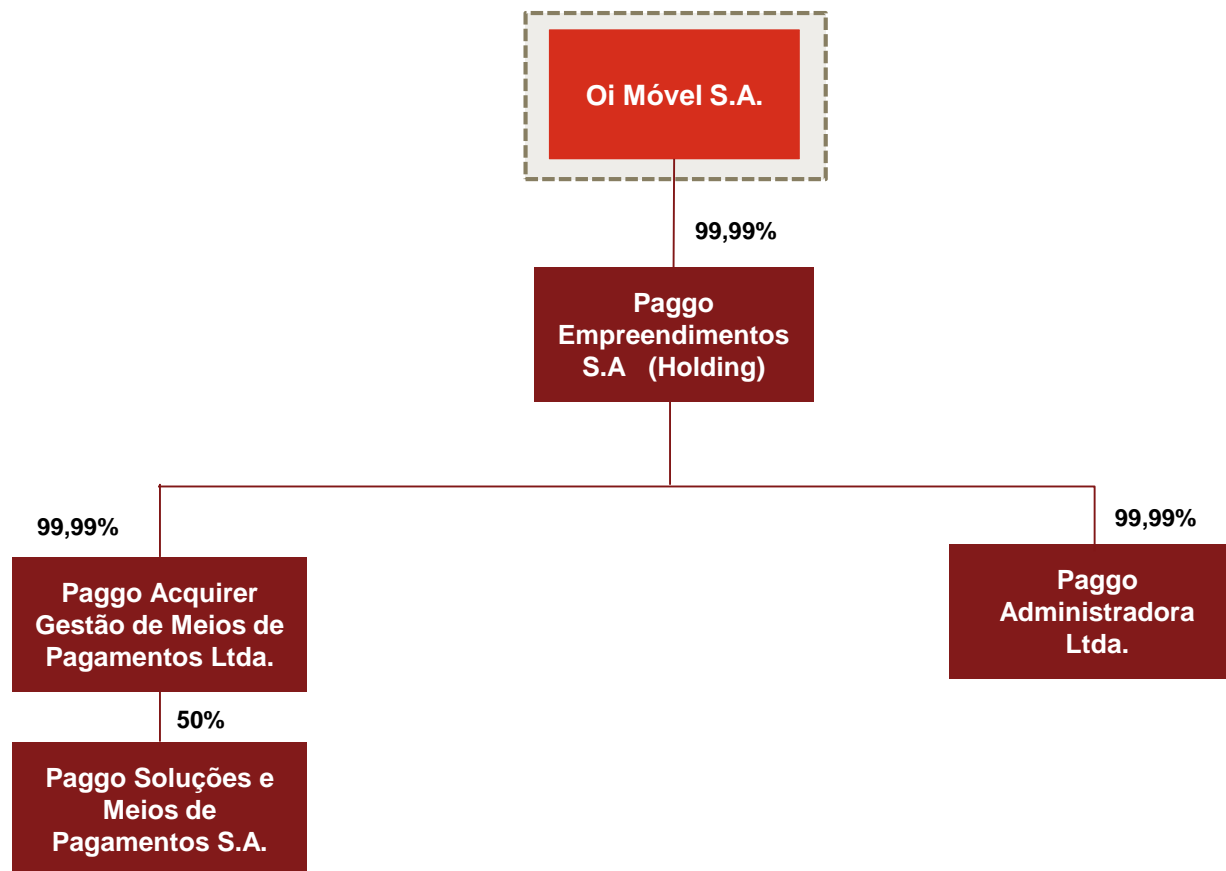 Oi Móvel S.A.
99,99%
Paggo
Empreendimentos
S.A (Holding)
99,99%
99,99%
Paggo Acquirer
Gestão de Meios de
Pagamentos Ltda.
Paggo
Administradora
Ltda.
50%
Paggo Soluções e
Meios de
Pagamentos S.A.